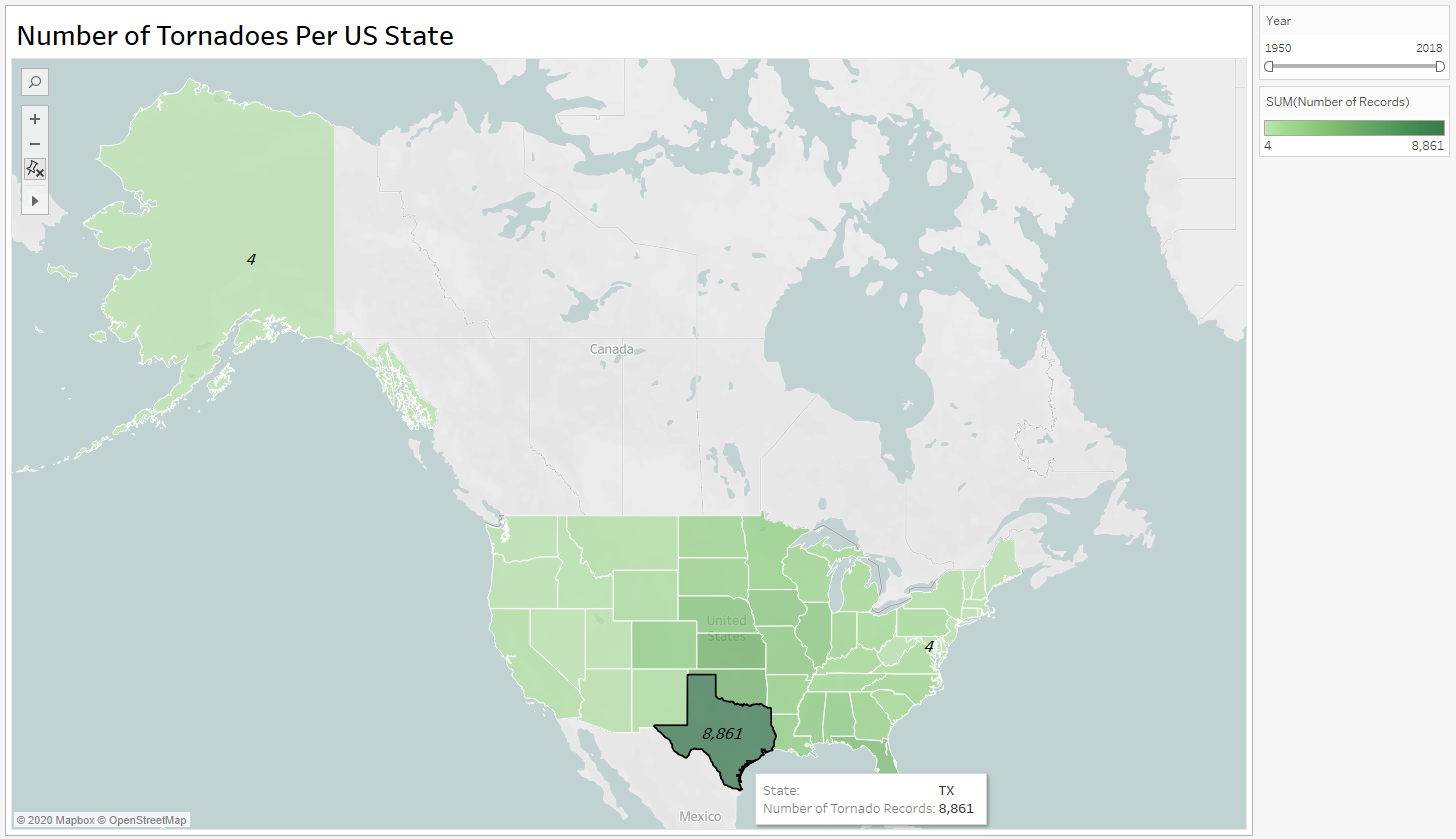 Number of Tornadoes Per US State
Year
1950 2018
SUM(Number of Records)
4 8,861
4
Canada
United
States
4
8,861
State: TX
Number of Tornado Records: 8,861
Mexico
© 2020 Mapbox © OpenStreetMap